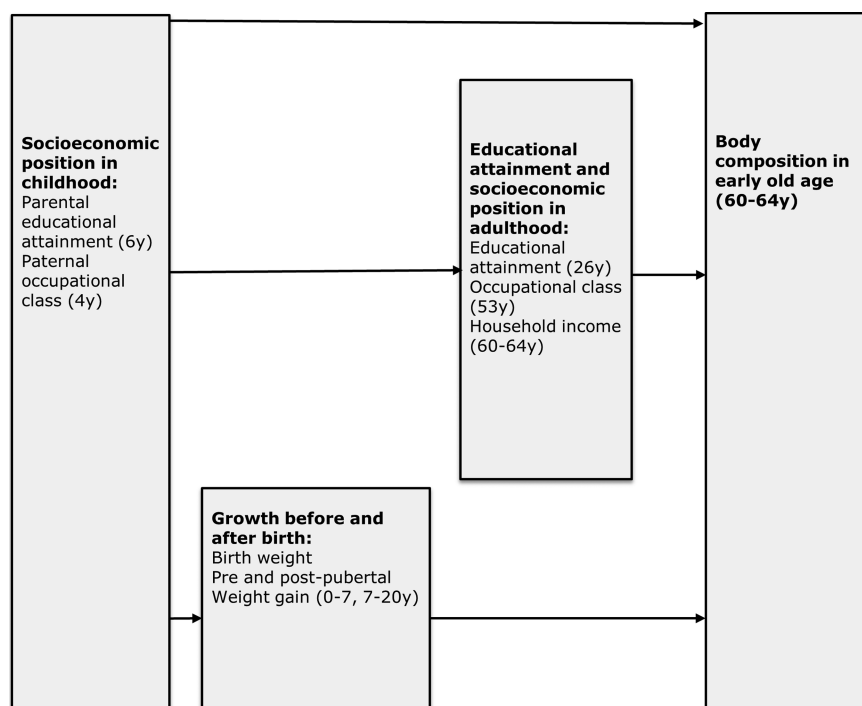 Socioeconomic
position in
childhood:
Parental
educational
attainment (6y)
Paternal
occupational
class (4y)
Growth before and
after birth:
Birth weight
Pre and post-pubertal
Weight gain (0-7, 7-20y)
Educational
attainment and
socioeconomic
position in
adulthood:
Educational
attainment (26y)
Occupational class
(53y)
Household income
(60-64y)
Body
composition in
early old age
(60-64y)